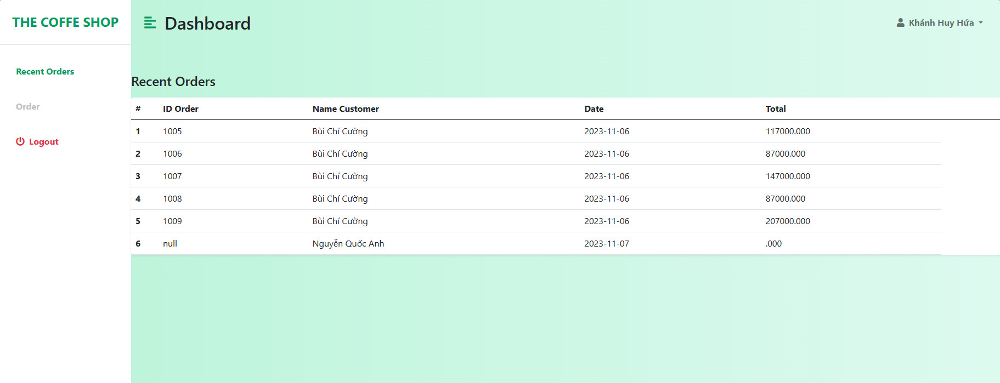 THE COFFE SHOP
Dashboard
Khánh Huy Hứa
Recent Orders
Order
Logout
Recent Orders
# ID Order Name Customer Date Total
1 1005 Bùi Chí Cường 2023-11-06 117000.000
2 1006 Bùi Chí Cường 2023-11-06 87000.000
3 1007 Bùi Chí Cường 2023-11-06 147000.000
4 1008 Bùi Chí Cường 2023-11-06 87000.000
5 1009 Bùi Chí Cường 2023-11-06 207000.000
6 null Nguyễn Quốc Anh 2023-11-07 .000